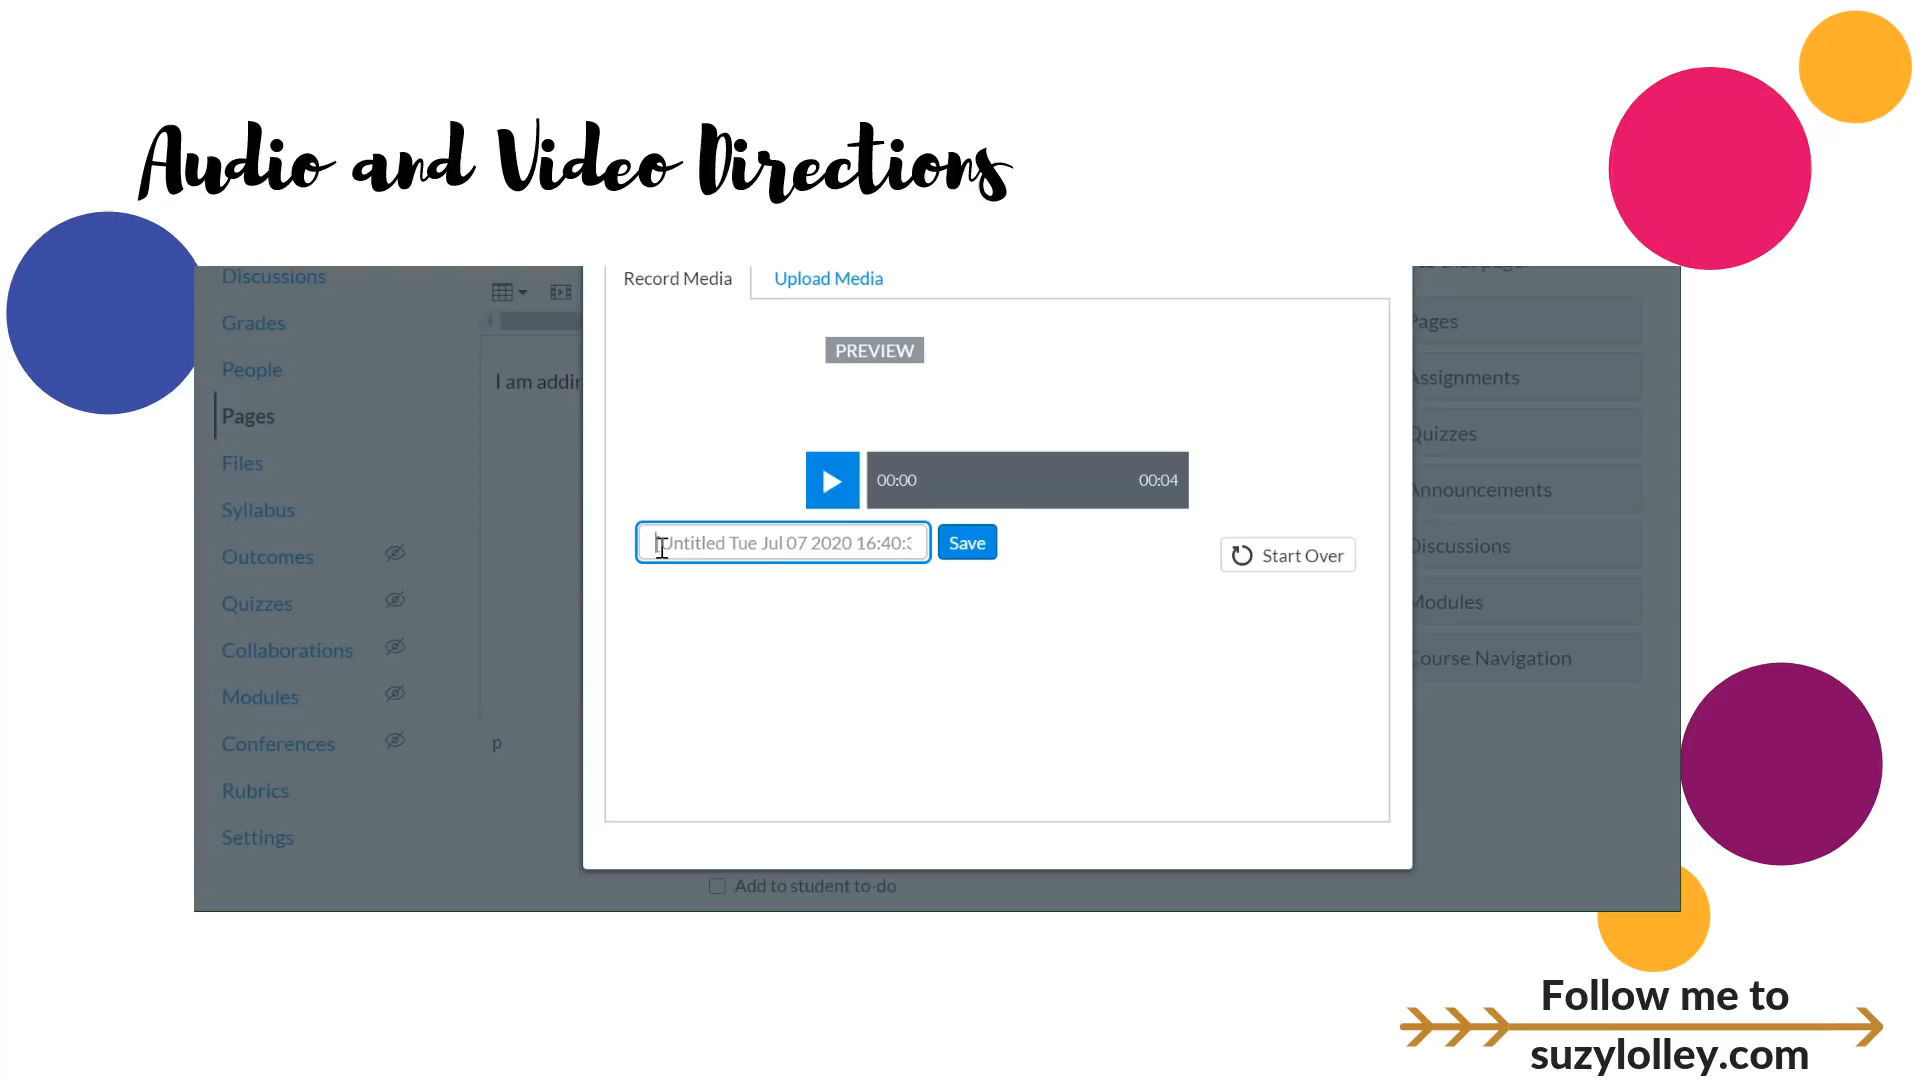 Audio and Video Directions
Discussions
Grades
People
Pages
Files
Syllabus
Outcomes
Quizzes
Collaborations
Modules
Conferences
Rubrics
Settings
I am addin
p
Record Media
Upload Media
PREVIEW
00:00
00:04
Untitled Tue Jul 07 2020 16:40:3
Save
Start Over
Pages
Assignments
Quizzes
Announcements
Discussions
Modules
Course Navigation
Add to student to-do
Follow me to
suzylolley.com